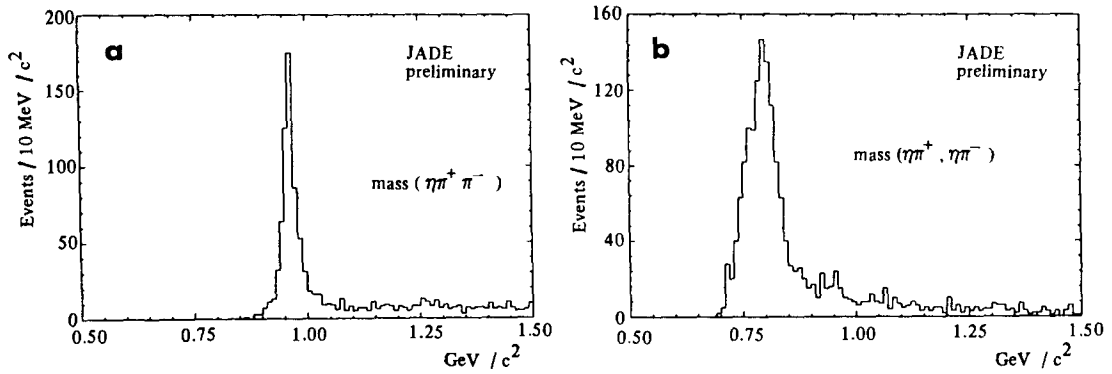 a
JADE
preliminary
mass ( ηπ⁺ π⁻ )
Events / 10 MeV / c²
200
150
100
50
0
0.50
0.75
1.00
1.25
1.50
GeV / c²
b
JADE
preliminary
mass (ηπ⁺ , ηπ⁻)
Events / 10 MeV / c²
160
120
80
40
0
0.50
0.75
1.00
1.25
1.50
GeV / c²